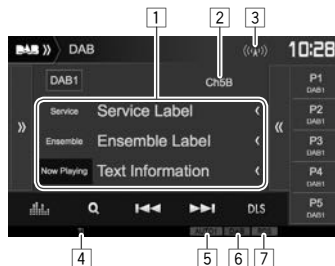 1 2 3
DAB DAB 10:28
DAB1 Ch5B P1
DAB1
Service Service Label P2
DAB1
Ensemble Ensemble Label P3
DAB1
Now Playing Text Information P4
DAB1
DLS P5
DAB1
4 5 6 7